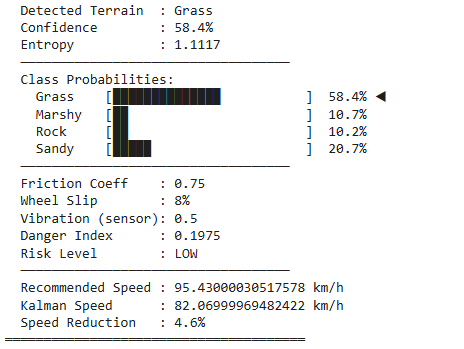 Detected Terrain : Grass
Confidence : 58.4%
Entropy : 1.1117
Class Probabilities:
Grass [██████████████ ] 58.4% ◄
Marshy [██ ] 10.7%
Rock [██ ] 10.2%
Sandy [█████ ] 20.7%
Friction Coeff : 0.75
Wheel Slip : 8%
Vibration (sensor): 0.5
Danger Index : 0.1975
Risk Level : LOW
Recommended Speed : 95.43000030517578 km/h
Kalman Speed : 82.06999969482422 km/h
Speed Reduction : 4.6%